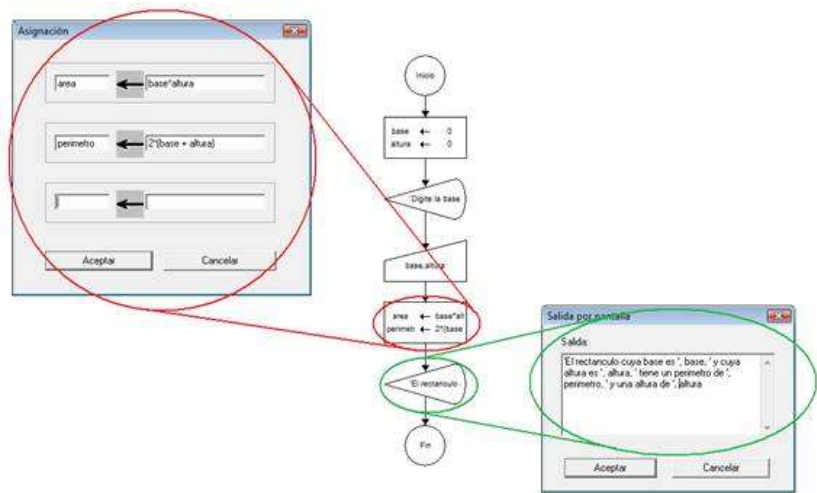 Asignación
area
base*altura
perimetro
2*(base + altura)
Aceptar
Cancelar
Inicio
base ← 0
altura ← 0
'Digite la base
base,altura
area ← base*alt
perimetr ← 2*(base
'El rectanculo
Fin
Salida por pantalla
Salida:
'El rectanculo cuya base es ', base, ' y cuya
altura es ', altura, ' tiene un perimetro de ',
perimetro, ' y una altura de ', altura
Aceptar
Cancelar